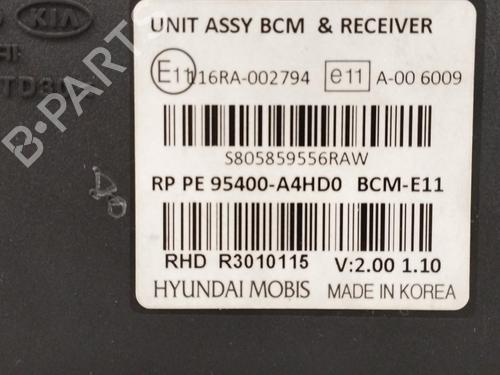 KIA
UNIT ASSY BCM & RECEIVER
E11 116RA-002794 e11 A-00 6009
S805859556RAW
RP PE 95400-A4HD0 BCM-E11
RHD R3010115 V:2.00 1.10
HYUNDAI MOBIS MADE IN KOREA
B-PARTS